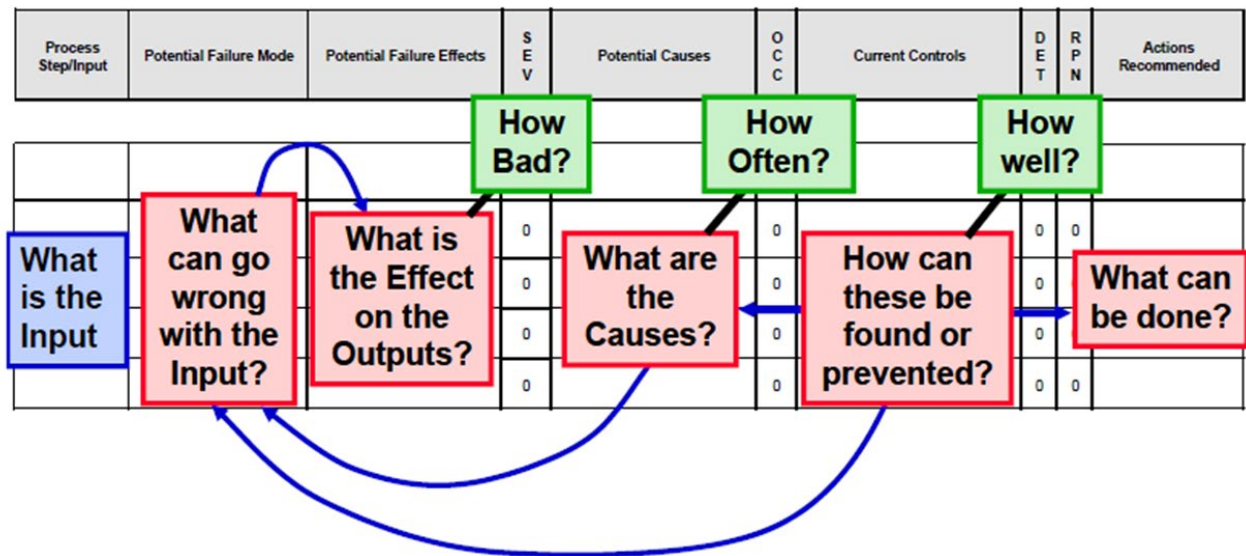 Process
Step/Input
Potential Failure Mode
Potential Failure Effects
S
E
V
Potential Causes
O
C
C
Current Controls
D
E
T
R
P
N
Actions
Recommended
How
Bad?
How
Often?
How
well?
What
is the
Input
What
can go
wrong
with the
Input?
What is
the Effect
on the
Outputs?
What are
the
Causes?
How can
these be
found or
prevented?
What can
be done?
0
0
0
0
0
0
0
0
0
0
0
0
0
0